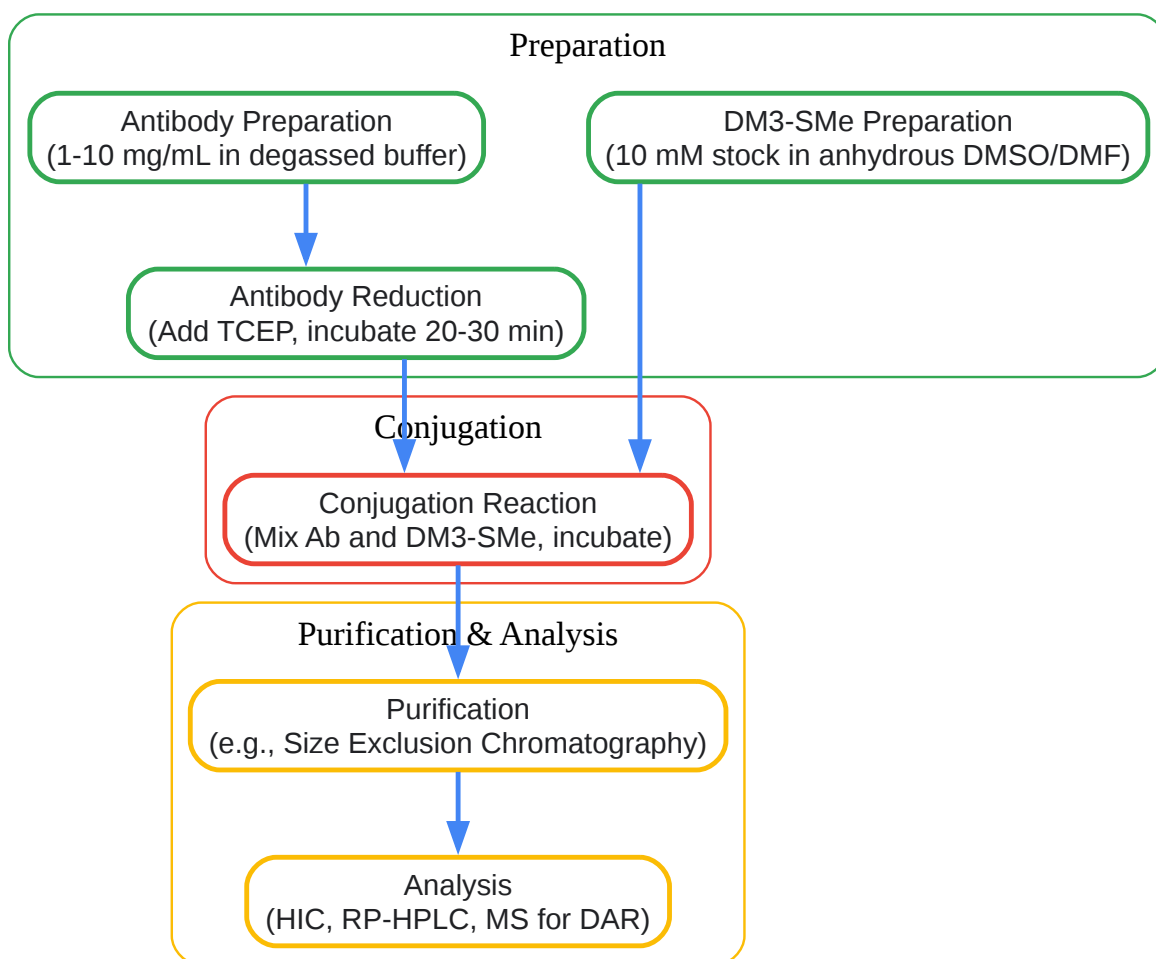 Preparation
Antibody Preparation
(1-10 mg/mL in degassed buffer)
DM3-SMe Preparation
(10 mM stock in anhydrous DMSO/DMF)
Antibody Reduction
(Add TCEP, incubate 20-30 min)
Conjugation
Conjugation Reaction
(Mix Ab and DM3-SMe, incubate)
Purification & Analysis
Purification
(e.g., Size Exclusion Chromatography)
Analysis
(HIC, RP-HPLC, MS for DAR)